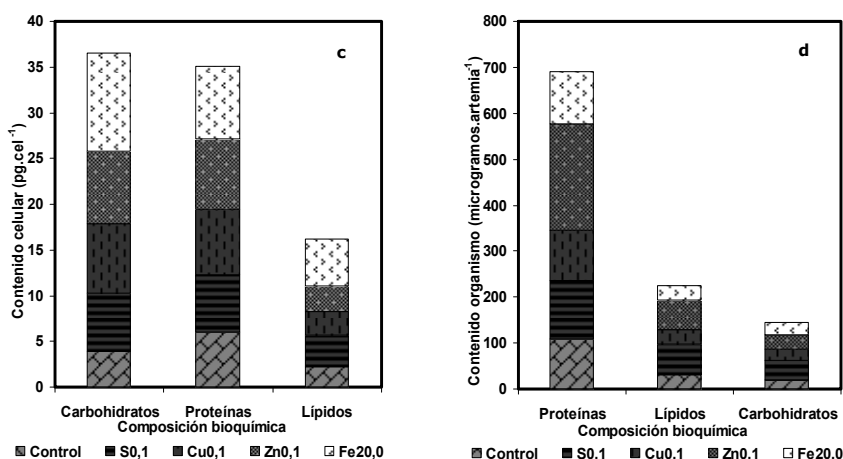 40
35
30
25
20
15
10
5
0
Contenido celular (pg.cel -1)
c
Carbohidratos Proteínas Lípidos
Composición bioquímica
Control S0,1 Cu0,1 Zn0,1 Fe20,0
800
700
600
500
400
300
200
100
0
Contenido organismo (microgramos.artemia-1)
d
Proteínas Lípidos Carbohidratos
Composición bioquímica
Control S0.1 Cu0.1 Zn0.1 Fe20.0